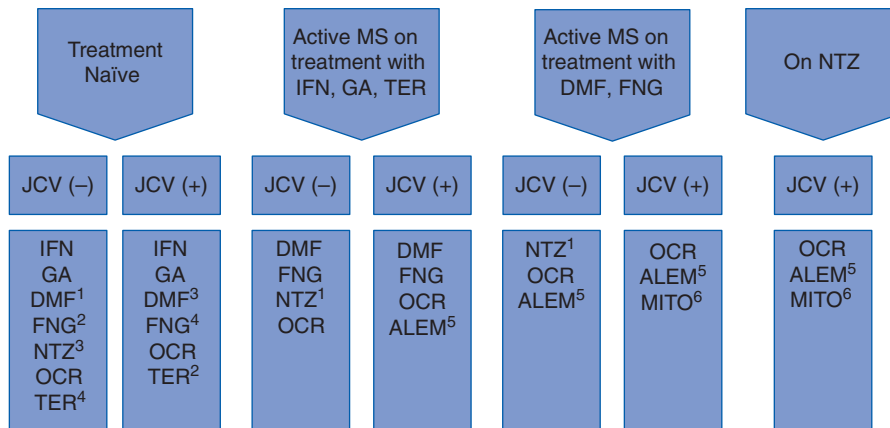 Treatment
Naïve
Active MS on
treatment with
IFN, GA, TER
Active MS on
treatment with
DMF, FNG
On NTZ
JCV (–)
JCV (+)
JCV (–)
JCV (+)
JCV (–)
JCV (+)
JCV (+)
IFN
GA
DMF¹
FNG²
NTZ³
OCR
TER⁴
IFN
GA
DMF³
FNG⁴
OCR
TER²
DMF
FNG
NTZ¹
OCR
DMF
FNG
OCR
ALEM⁵
NTZ¹
OCR
ALEM⁵
OCR
ALEM⁵
MITO⁶
OCR
ALEM⁵
MITO⁶